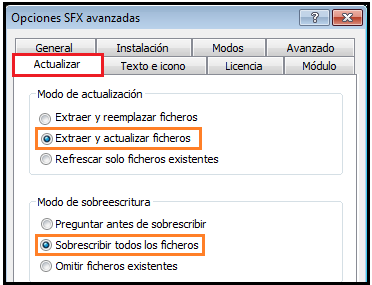 Opciones SFX avanzadas
General Instalación Modos Avanzado
Actualizar Texto e icono Licencia Módulo
Modo de actualización
Extraer y reemplazar ficheros
Extraer y actualizar ficheros
Refrescar solo ficheros existentes
Modo de sobreescritura
Preguntar antes de sobrescribir
Sobrescribir todos los ficheros
Omitir ficheros existentes